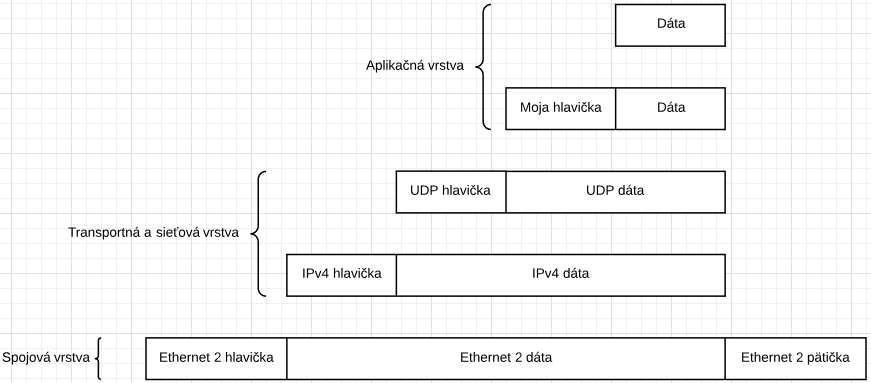 Dáta
Aplikačná vrstva
Moja hlavička Dáta
UDP hlavička UDP dáta
Transportná a sieťová vrstva
IPv4 hlavička IPv4 dáta
Spojová vrstva Ethernet 2 hlavička Ethernet 2 dáta Ethernet 2 pätička